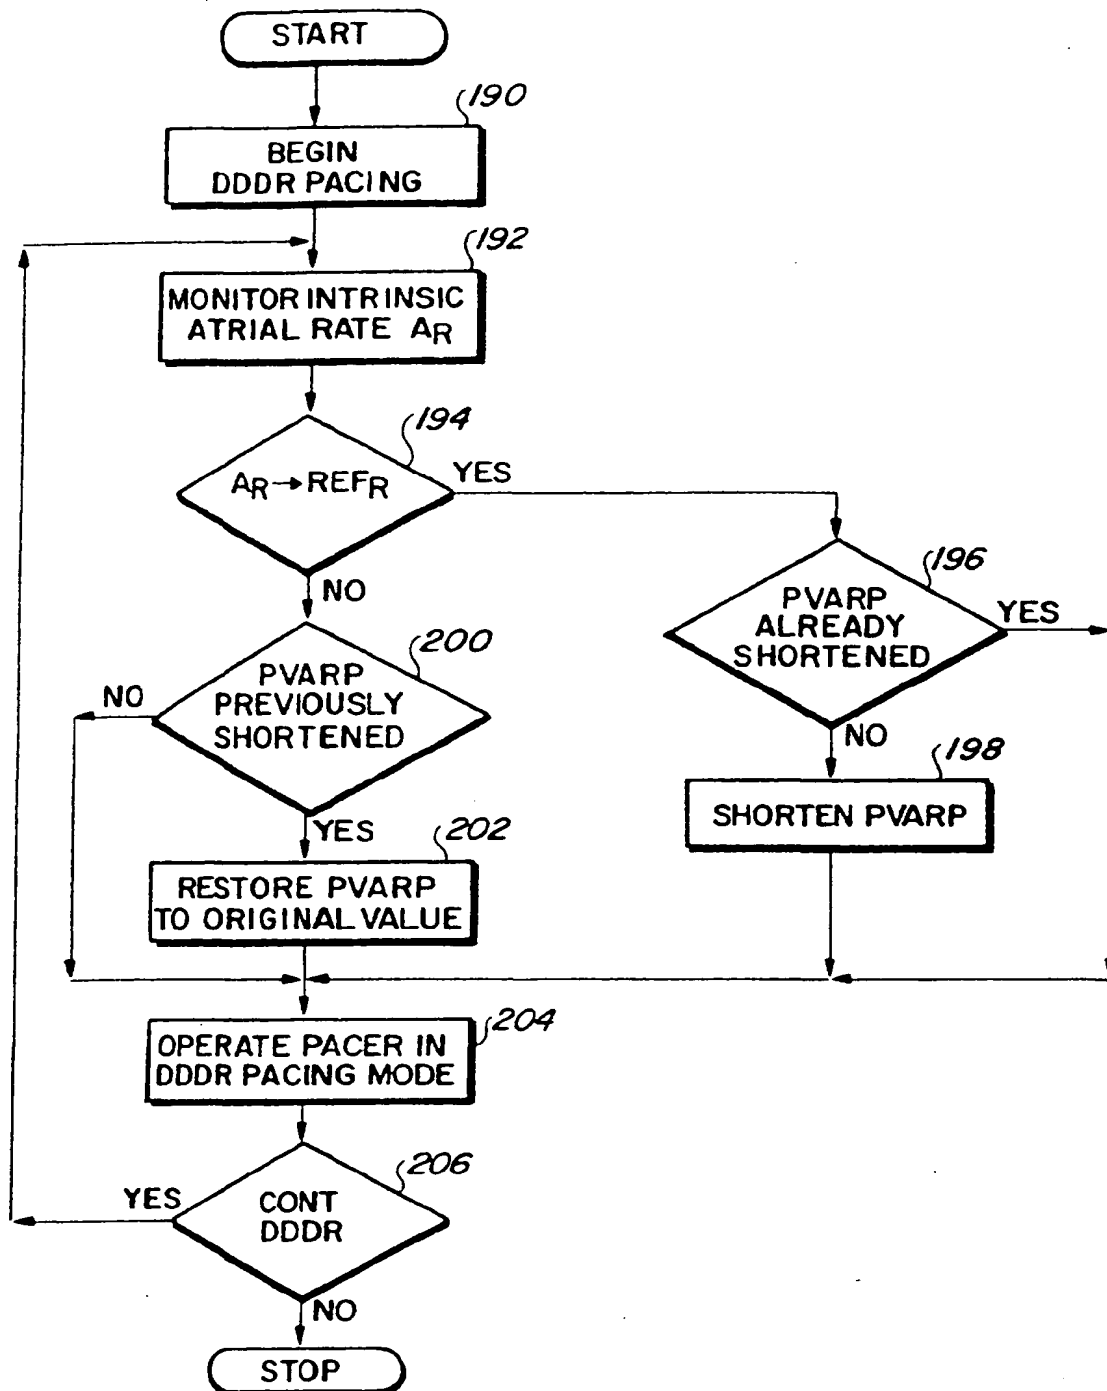 START
190
BEGIN
DDDR PACING
192
MONITOR INTRINSIC
ATRIAL RATE AR
194
AR→REFR
YES
NO
196
PVARP
ALREADY
SHORTENED
YES
NO
198
SHORTEN PVARP
200
PVARP
PREVIOUSLY
SHORTENED
NO
YES
202
RESTORE PVARP
TO ORIGINAL VALUE
204
OPERATE PACER IN
DDDR PACING MODE
206
CONT
DDDR
YES
NO
STOP